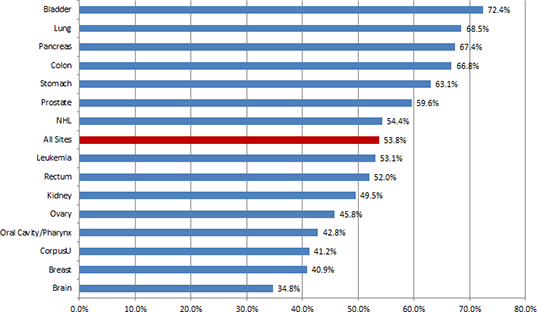 Bladder 72.4%
Lung 68.5%
Pancreas 67.4%
Colon 66.8%
Stomach 63.1%
Prostate 59.6%
NHL 54.4%
All Sites 53.8%
Leukemia 53.1%
Rectum 52.0%
Kidney 49.5%
Ovary 45.8%
Oral Cavity/Pharynx 42.8%
CorpusU 41.2%
Breast 40.9%
Brain 34.8%
0.0% 10.0% 20.0% 30.0% 40.0% 50.0% 60.0% 70.0% 80.0%